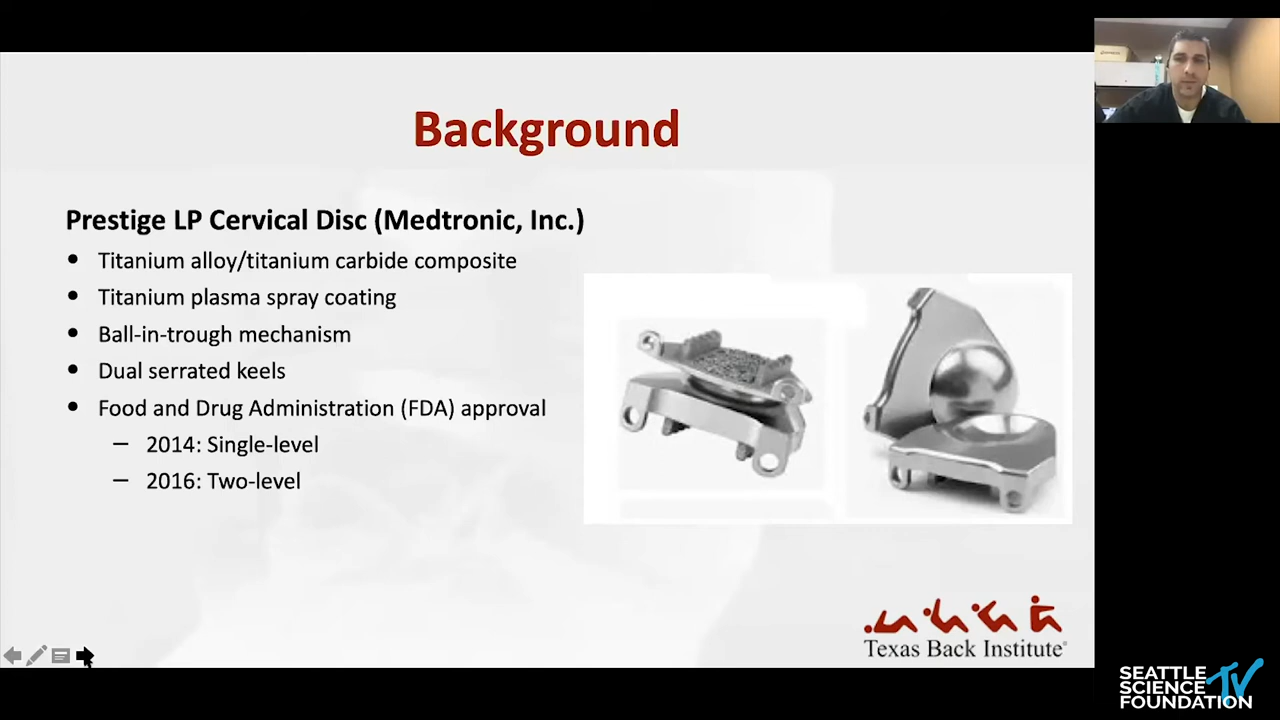 Background
Prestige LP Cervical Disc (Medtronic, Inc.)
• Titanium alloy/titanium carbide composite
• Titanium plasma spray coating
• Ball-in-trough mechanism
• Dual serrated keels
• Food and Drug Administration (FDA) approval
– 2014: Single-level
– 2016: Two-level
Texas Back Institute®
SEATTLE
SCIENCE
FOUNDATION
TV